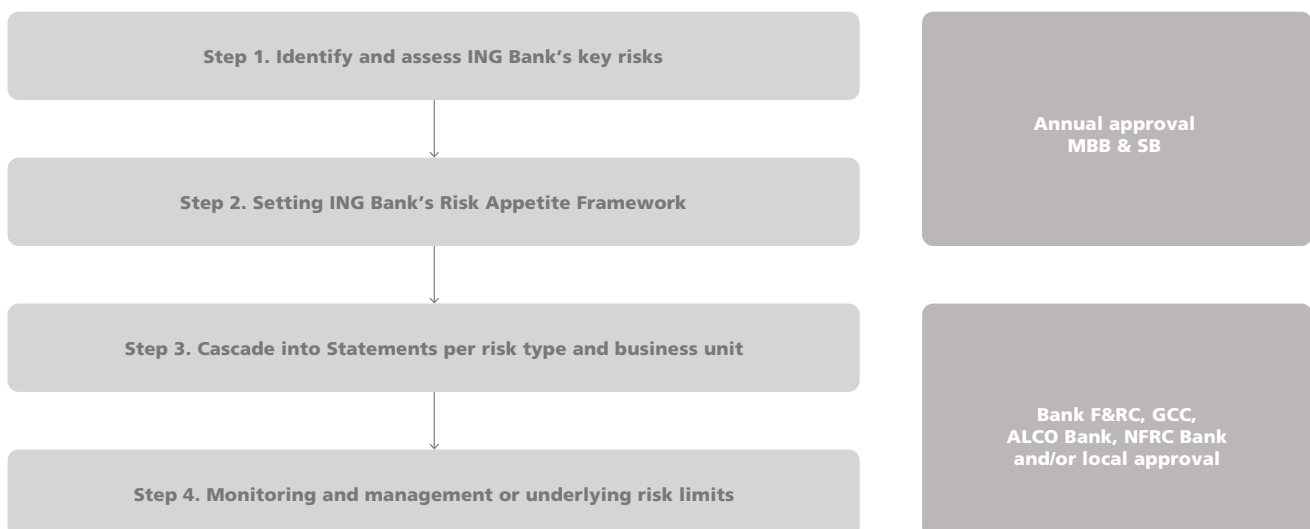 Step 1. Identify and assess ING Bank's key risks
Annual approval
MBB & SB
Step 2. Setting ING Bank's Risk Appetite Framework
Step 3. Cascade into Statements per risk type and business unit
Bank F&RC, GCC,
ALCO Bank, NFRC Bank
and/or local approval
Step 4. Monitoring and management or underlying risk limits